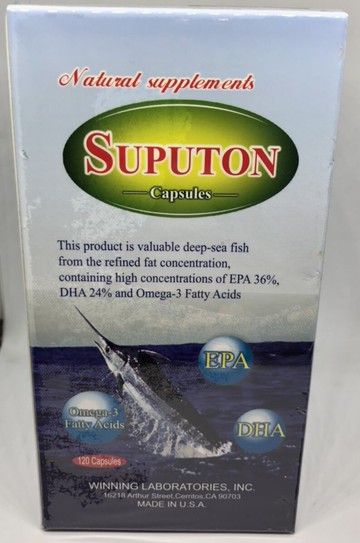 Natural supplements
SUPUTON
Capsules
This product is valuable deep-sea fish
from the refined fat concentration,
containing high concentrations of EPA 36%,
DHA 24% and Omega-3 Fatty Acids
EPA
Omega-3
Fatty Acids
DHA
120 Capsules
WINNING LABORATORIES, INC.
16218 Arthur Street,Cerritos,CA 90703
MADE IN U.S.A.